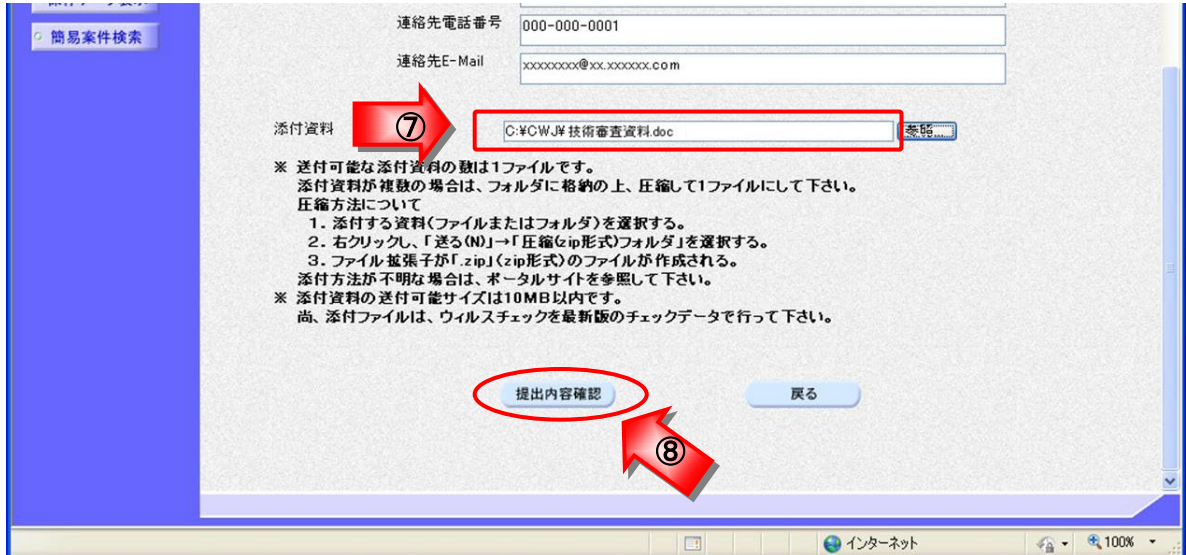 簡易案件検索
連絡先電話番号
000-000-0001
連絡先E-Mail
xxxxxxxx@xx.xxxxxx.com
添付資料
⑦
C:¥CWJ¥技術審査資料.doc
参照...
※ 送付可能な添付資料の数は1ファイルです。
添付資料が複数の場合は、フォルダに格納の上、圧縮して1ファイルにして下さい。
圧縮方法について
1. 添付する資料(ファイルまたはフォルダ)を選択する。
2. 右クリックし、「送る(N)」→「圧縮(zip形式)フォルダ」を選択する。
3. ファイル拡張子が「.zip」(zip形式)のファイルが作成される。
添付方法が不明な場合は、ポータルサイトを参照して下さい。
※ 添付資料の送付可能サイズは10MB以内です。
尚、添付ファイルは、ウィルスチェックを最新版のチェックデータで行って下さい。
提出内容確認
戻る
⑧
インターネット
100%